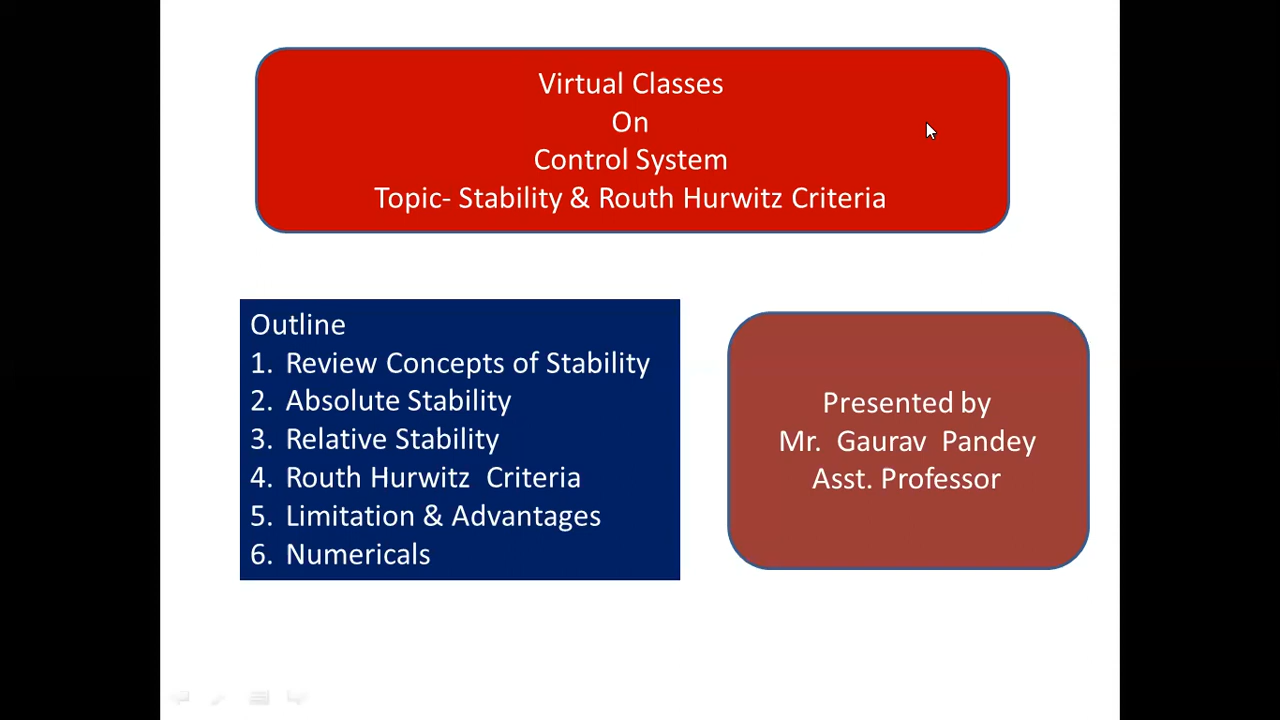 Virtual Classes
On
Control System
Topic- Stability & Routh Hurwitz Criteria
Outline
1. Review Concepts of Stability
2. Absolute Stability
3. Relative Stability
4. Routh Hurwitz Criteria
5. Limitation & Advantages
6. Numericals
Presented by
Mr. Gaurav Pandey
Asst. Professor